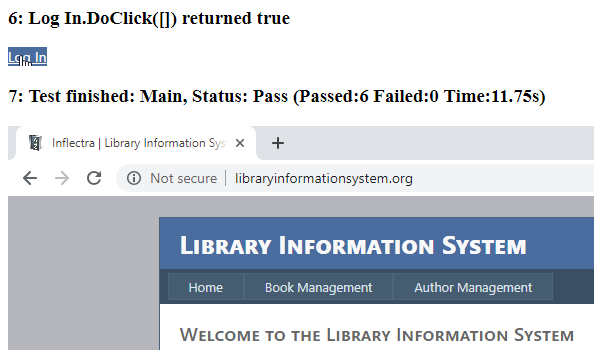 6: Log In.DoClick([]) returned true
Log In
7: Test finished: Main, Status: Pass (Passed:6 Failed:0 Time:11.75s)
Inflectra | Library Information Sys
Not secure | libraryinformationsystem.org
Library Information System
Home Book Management Author Management
Welcome to the Library Information System